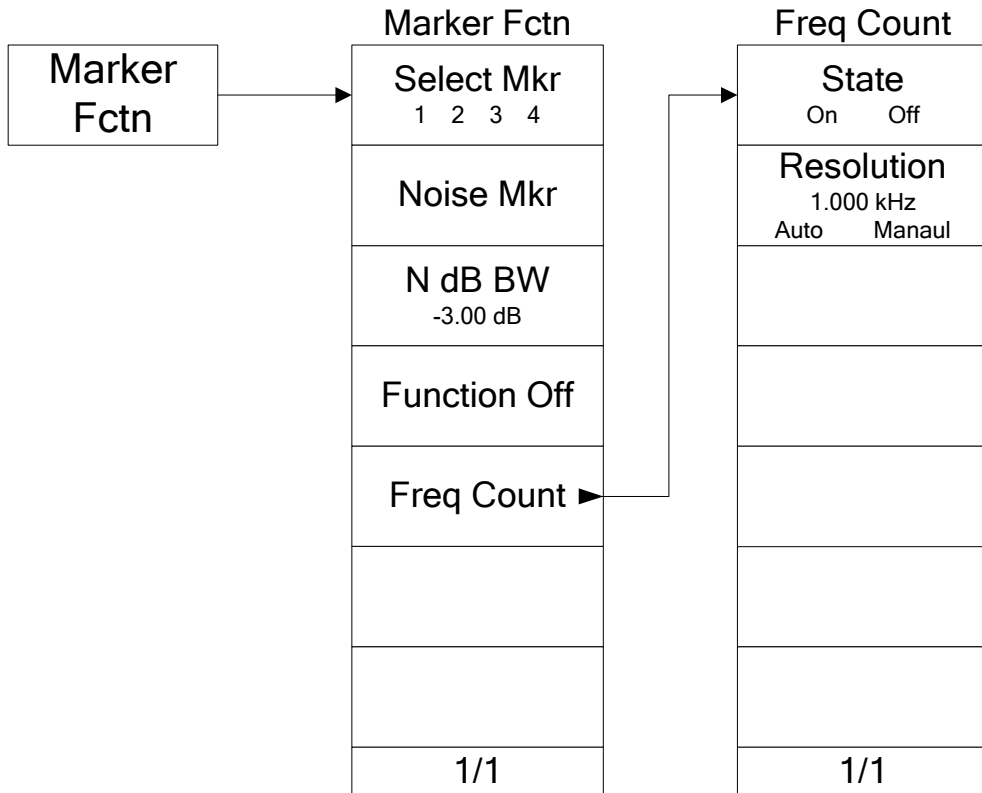 Marker
Fctn
Marker Fctn
Select Mkr
1 2 3 4
Noise Mkr
N dB BW
-3.00 dB
Function Off
Freq Count
1/1
Freq Count
State
On Off
Resolution
1.000 kHz
Auto Manaul
1/1